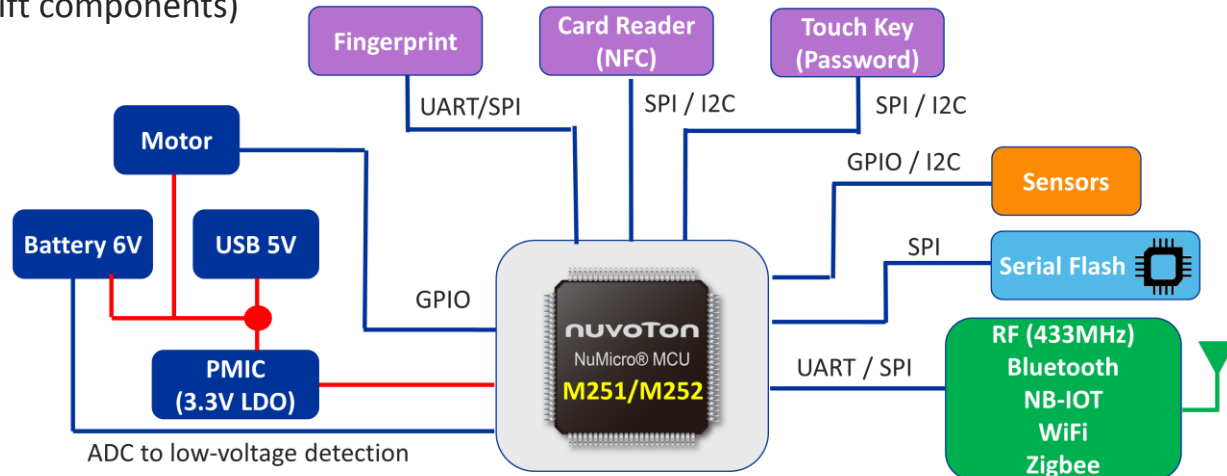 ift components)
Fingerprint
Card Reader
(NFC)
Touch Key
(Password)
UART/SPI
SPI / I2C
SPI / I2C
Motor
GPIO / I2C
Sensors
Battery 6V
USB 5V
SPI
Serial Flash
GPIO
nuvoTon
NuMicro® MCU
M251/M252
PMIC
(3.3V LDO)
UART / SPI
RF (433MHz)
Bluetooth
NB-IOT
WiFi
Zigbee
ADC to low-voltage detection